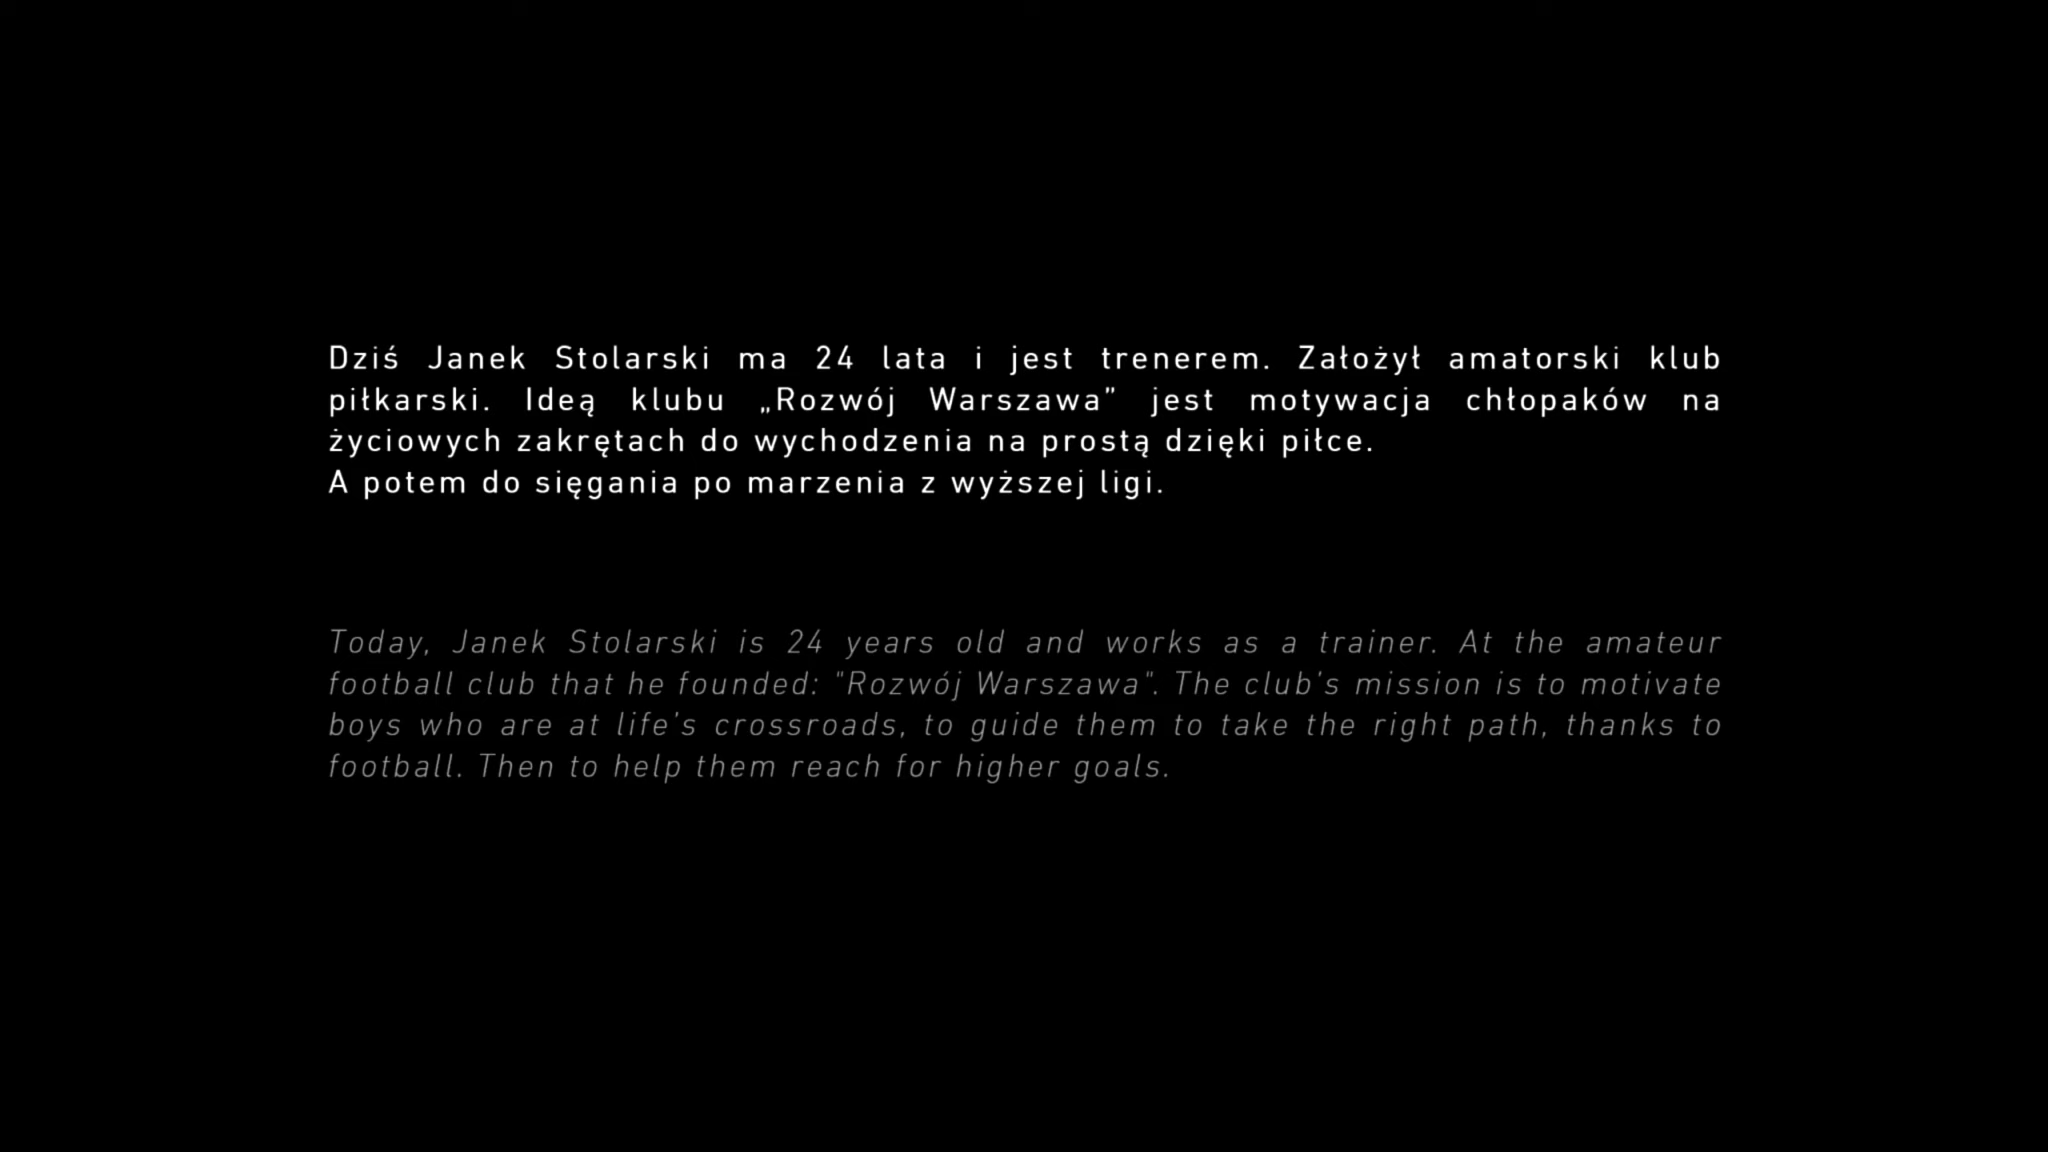 Dziś Janek Stolarski ma 24 lata i jest trenerem. Założył amatorski klub
piłkarski. Ideą klubu „Rozwój Warszawa” jest motywacja chłopaków na
życiowych zakrętach do wychodzenia na prostą dzięki piłce.
A potem do sięgania po marzenia z wyższej ligi.
Today, Janek Stolarski is 24 years old and works as a trainer. At the amateur
football club that he founded: "Rozwój Warszawa". The club's mission is to motivate
boys who are at life's crossroads, to guide them to take the right path, thanks to
football. Then to help them reach for higher goals.